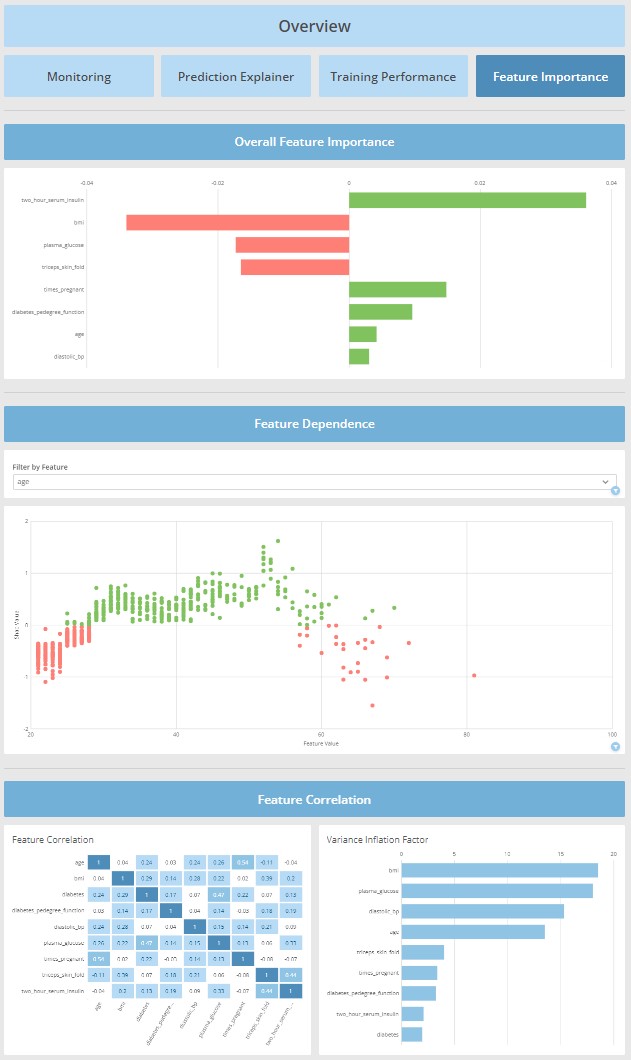 Overview
Monitoring
Prediction Explainer
Training Performance
Feature Importance
Overall Feature Importance
-0.04 -0.02 0 0.02 0.04
two_hour_serum_insulin
bmi
plasma_glucose
triceps_skin_fold
times_pregnant
diabetes_pedegree_function
age
diastolic_bp
Feature Dependence
Filter by Feature
age
2
1
0
-1
-2
Shap Value
20 40 60 80 100
Feature Value
Feature Correlation
Feature Correlation
age 1 0.04 0.24 0.03 0.24 0.26 0.54 -0.11 -0.04
bmi 0.04 1 0.29 0.14 0.28 0.22 0.02 0.39 0.2
diabetes 0.24 0.29 1 0.17 0.07 0.47 0.22 0.07 0.13
diabetes_pedegree_function 0.03 0.14 0.17 1 0.04 0.14 -0.03 0.18 0.19
diastolic_bp 0.24 0.28 0.07 0.04 1 0.15 0.14 0.21 0.09
plasma_glucose 0.26 0.22 0.47 0.14 0.15 1 0.13 0.06 0.33
times_pregnant 0.54 0.02 0.22 -0.03 0.14 0.13 1 -0.08 -0.07
triceps_skin_fold -0.11 0.39 0.07 0.18 0.21 0.06 -0.08 1 0.44
two_hour_serum_insulin -0.04 0.2 0.13 0.19 0.09 0.33 -0.07 0.44 1
age
bmi
diabetes
diabetes_pedegre...
diastolic_bp
plasma_glucose
times_pregnant
triceps_skin_fold
two_hour_serum_...
Variance Inflation Factor
0 5 10 15 20
bmi
plasma_glucose
diastolic_bp
age
triceps_skin_fold
times_pregnant
diabetes_pedegree_function
two_hour_serum_insulin
diabetes